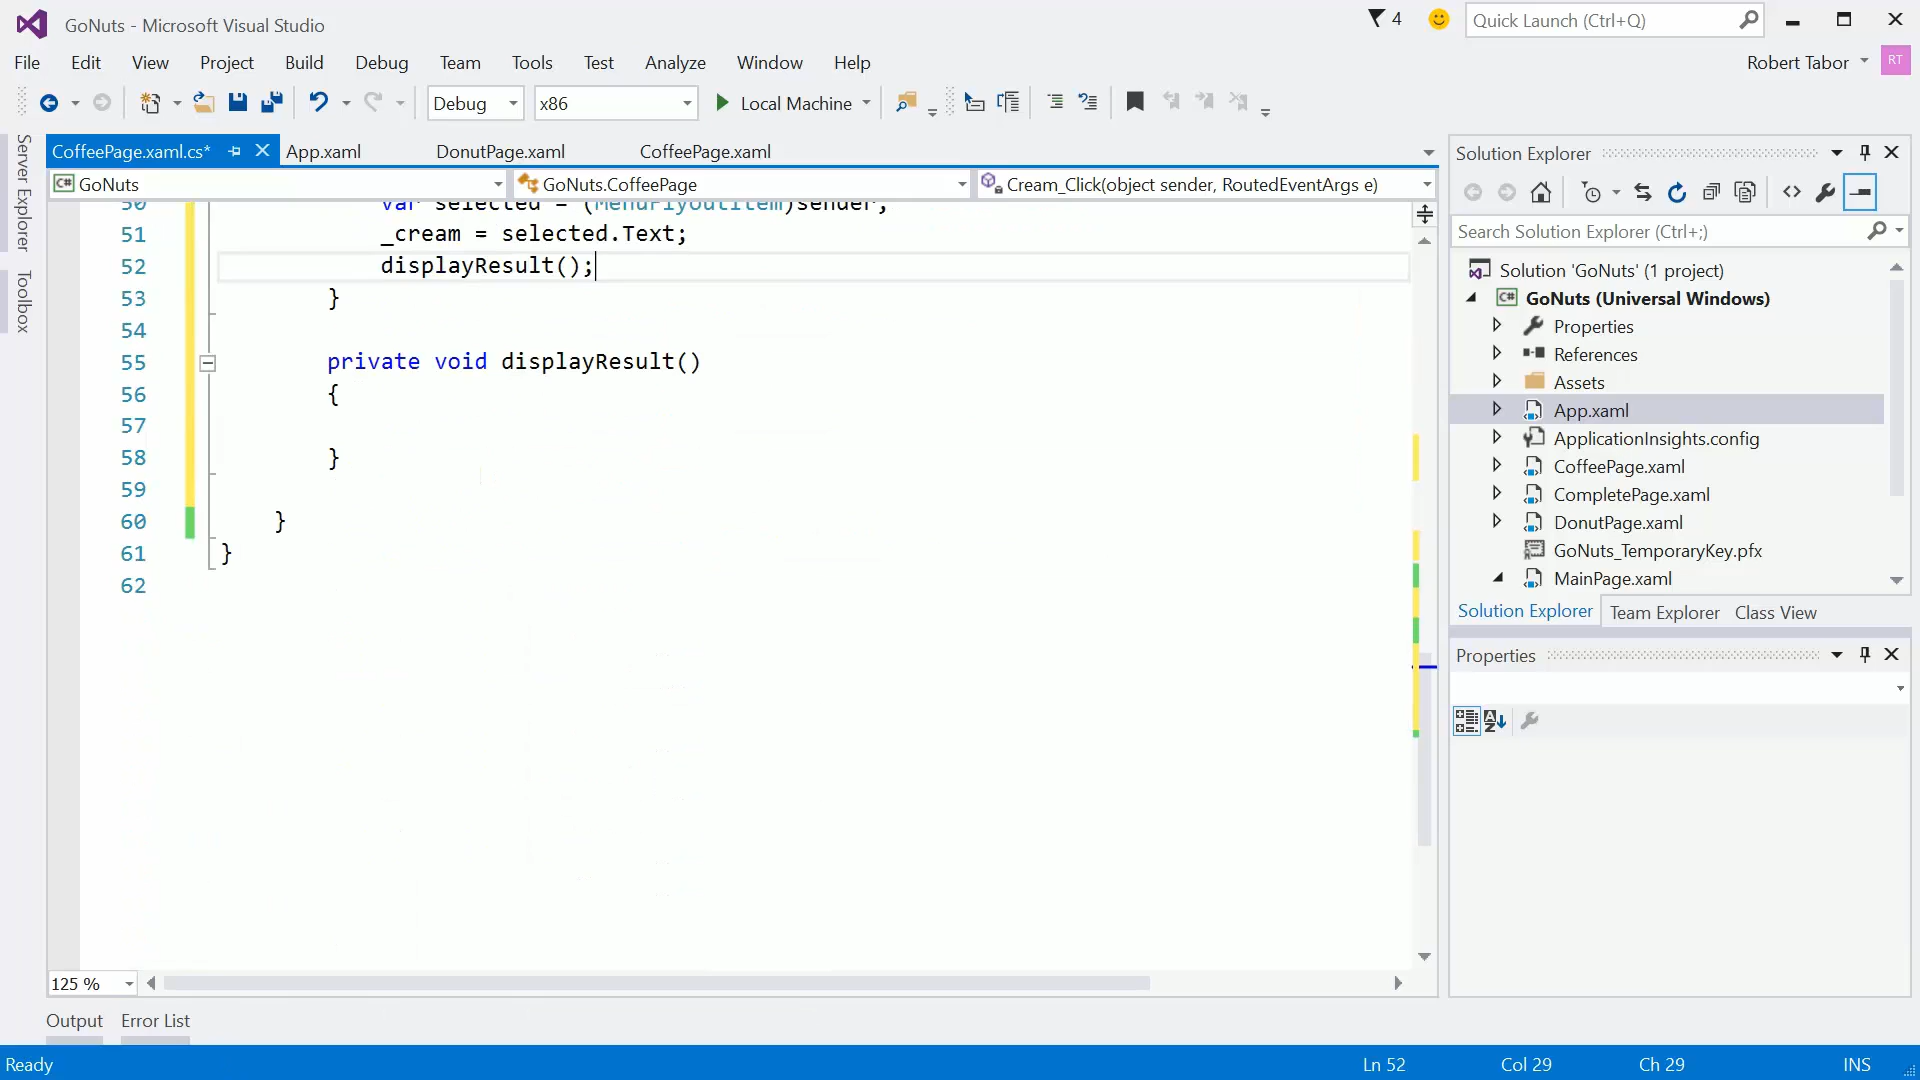 GoNuts - Microsoft Visual Studio
4
Quick Launch (Ctrl+Q)
File Edit View Project Build Debug Team Tools Test Analyze Window Help
Robert Tabor RT
Debug x86 Local Machine
Server Explorer
Toolbox
CoffeePage.xaml.cs* App.xaml DonutPage.xaml CoffeePage.xaml
GoNuts GoNuts.CoffeePage Cream_Click(object sender, RoutedEventArgs e)
50 var selected = (MenuFlyoutItem)sender;
51 _cream = selected.Text;
52 displayResult();
53 }
54
55 private void displayResult()
56 {
57
58 }
59
60 }
61 }
62
125 %
Output Error List
Solution Explorer
Search Solution Explorer (Ctrl+;)
Solution 'GoNuts' (1 project)
GoNuts (Universal Windows)
Properties
References
Assets
App.xaml
ApplicationInsights.config
CoffeePage.xaml
CompletePage.xaml
DonutPage.xaml
GoNuts_TemporaryKey.pfx
MainPage.xaml
Solution Explorer Team Explorer Class View
Properties
Ready Ln 52 Col 29 Ch 29 INS